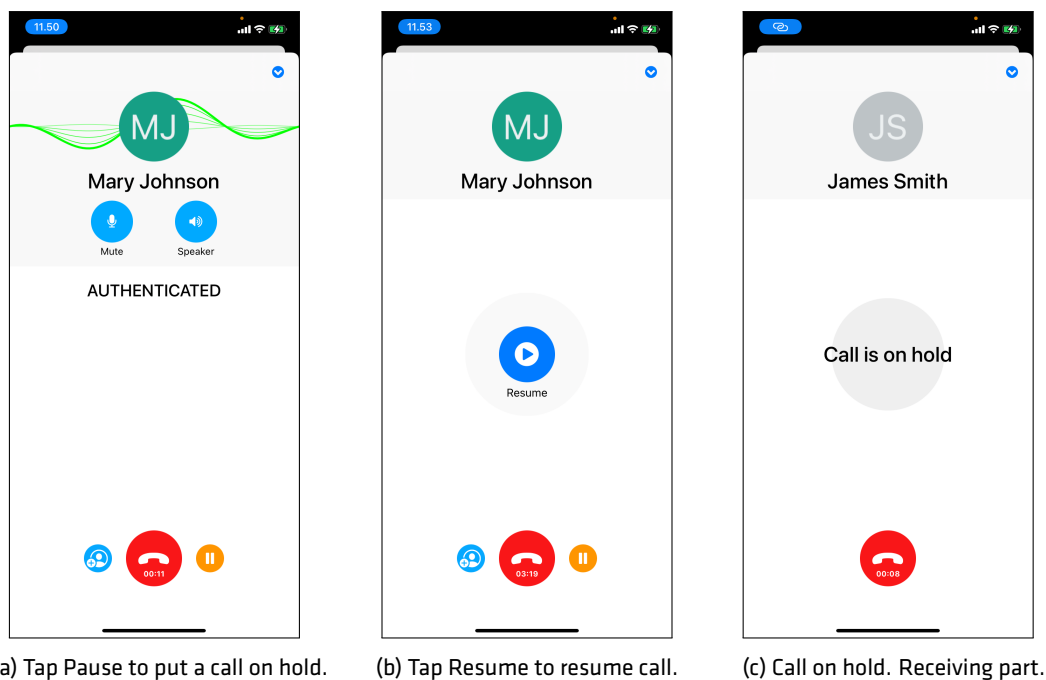 11.50
MJ
Mary Johnson
Mute Speaker
AUTHENTICATED
00:11
a) Tap Pause to put a call on hold.
11.53
MJ
Mary Johnson
Resume
03:19
(b) Tap Resume to resume call.
JS
James Smith
Call is on hold
00:08
(c) Call on hold. Receiving part.